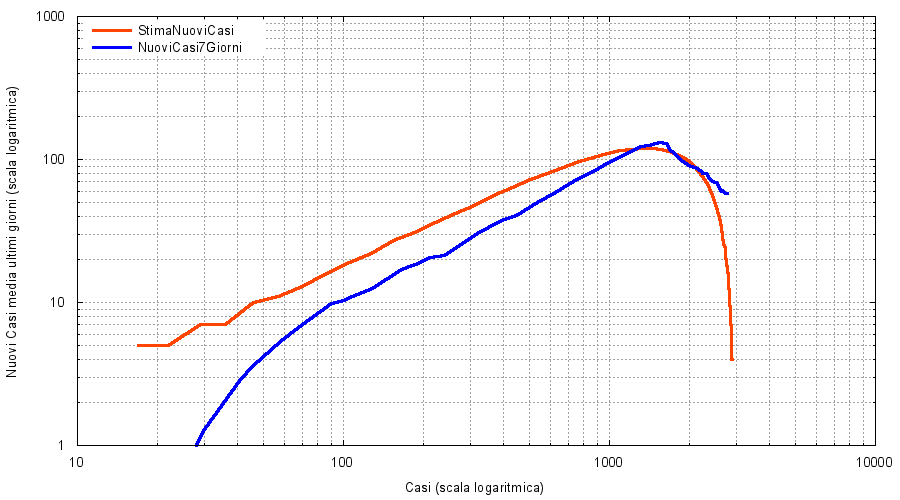 1000
StimaNuoviCasi
NuoviCasi7Giorni
100
10
1
10
100
1000
10000
Nuovi Casi media ultimi giorni (scala logaritmica)
Casi (scala logaritmica)